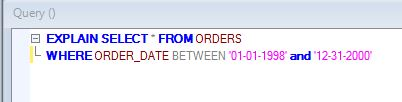 Query ()
EXPLAIN SELECT * FROM ORDERS
WHERE ORDER_DATE BETWEEN '01-01-1998' and '12-31-2000'